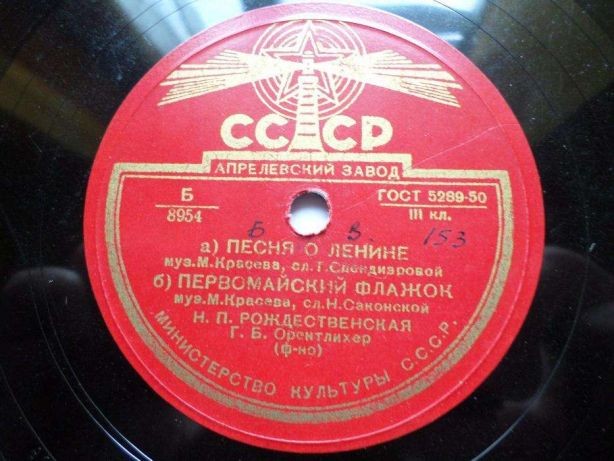 СССР
АПРЕЛЕВСКИЙ ЗАВОД
Б
8954
ГОСТ 5289-50
III кл.
Б В. 153
а) ПЕСНЯ О ЛЕНИНЕ
муз. М. Красева, сл. Т. Спендиаровой
б) ПЕРВОМАЙСКИЙ ФЛАЖОК
муз. М. Красева, сл. Н. Саконской
Н. П. РОЖДЕСТВЕНСКАЯ
Г. Б. Орентлихер
(ф-но)
МИНИСТЕРСТВО КУЛЬТУРЫ С.С.С.Р.